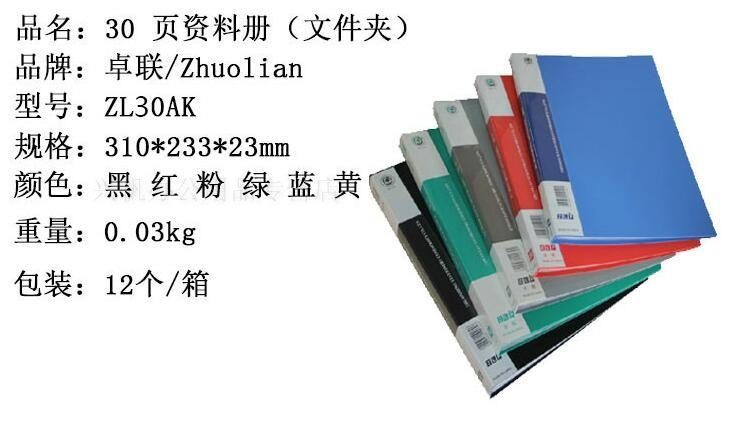 品名：30 页资料册（文件夹）
品牌：卓联/Zhuolian
型号：ZL30AK
规格：310*233*23mm
颜色：黑 红 粉 绿 蓝 黄
重量：0.03kg
包装：12个/箱